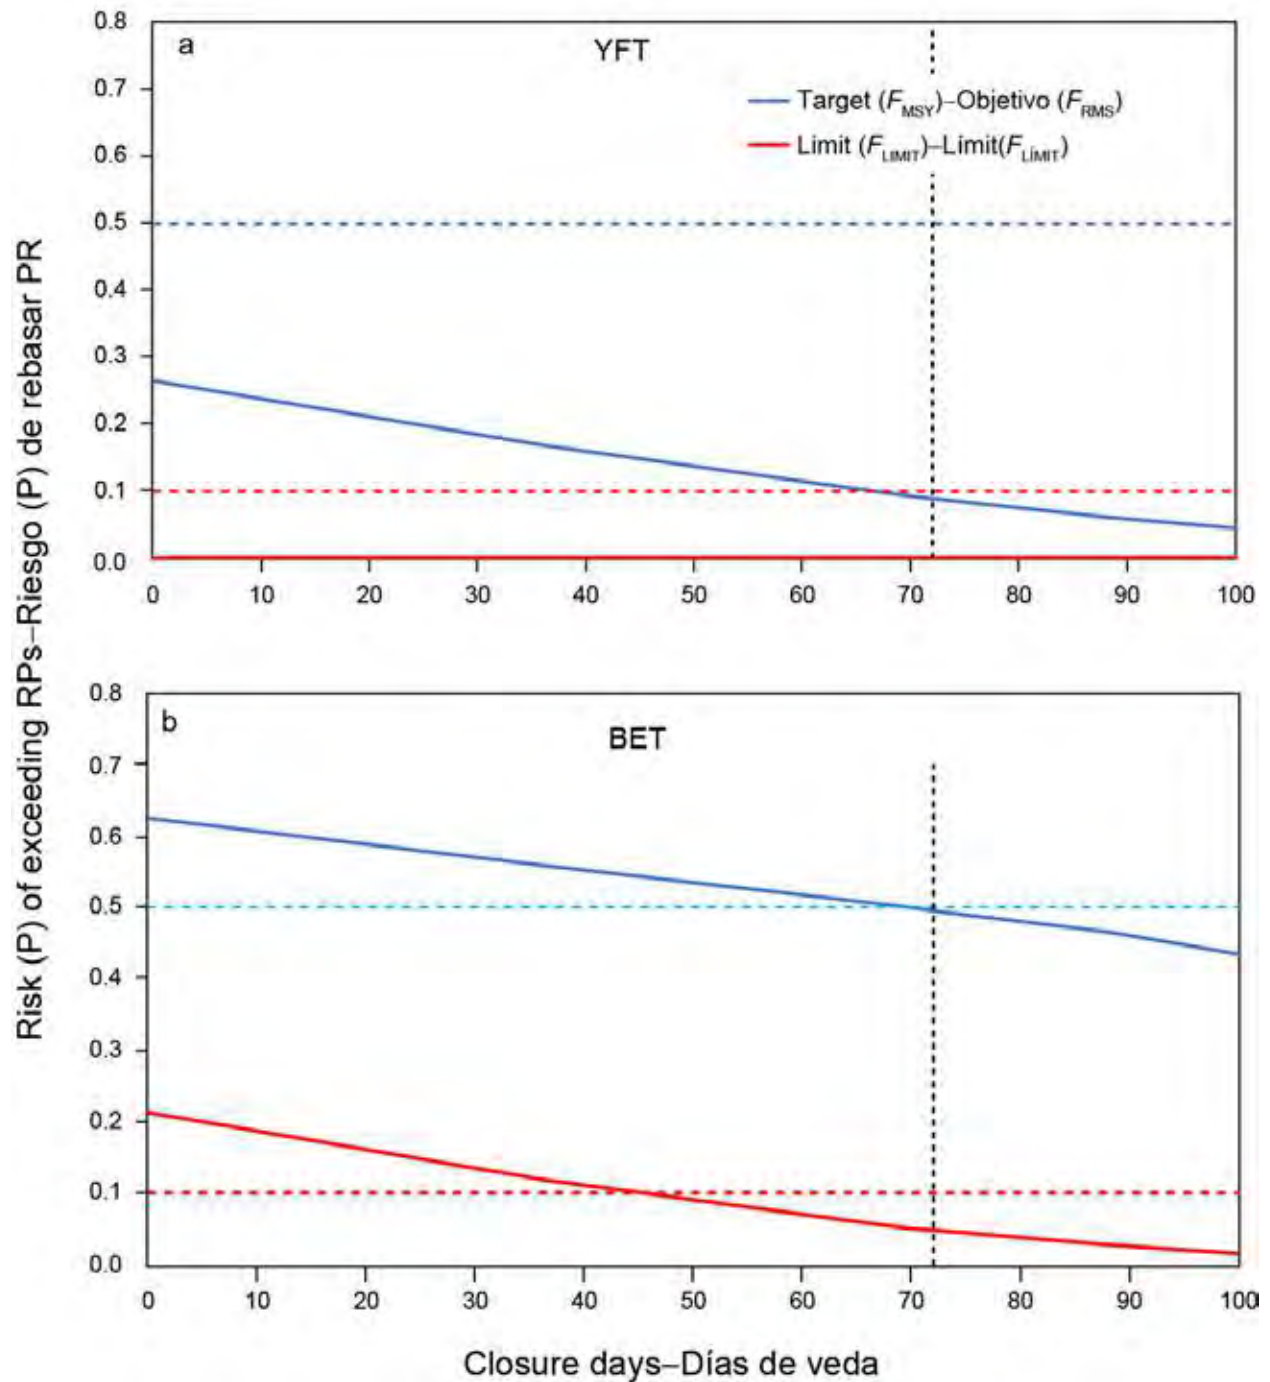 a
YFT
Target (FMSY)–Objetivo (FRMS)
Limit (FLIMIT)–Límit(FLÍMIT)
0.8
0.7
0.6
0.5
0.4
0.3
0.2
0.1
0.0
0 10 20 30 40 50 60 70 80 90 100
Risk (P) of exceeding RPs–Riesgo (P) de rebasar PR
b
BET
0.8
0.7
0.6
0.5
0.4
0.3
0.2
0.1
0.0
0 10 20 30 40 50 60 70 80 90 100
Closure days–Días de veda